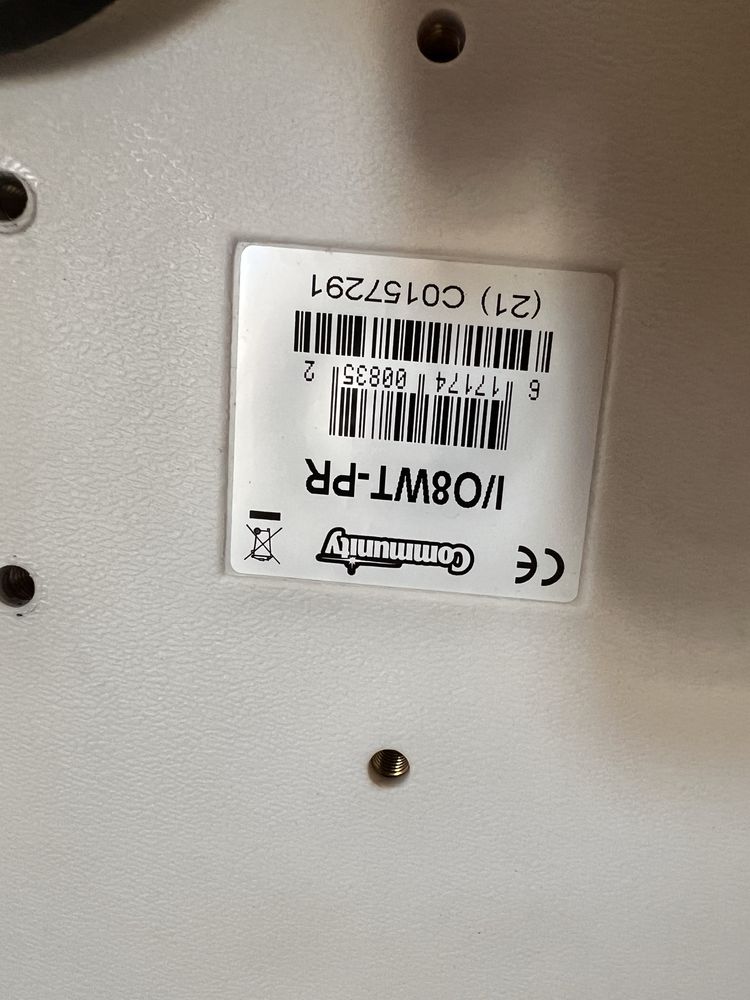 CE Community
I/O8WT-PR
6 17174 00835 2
(21) C0157291